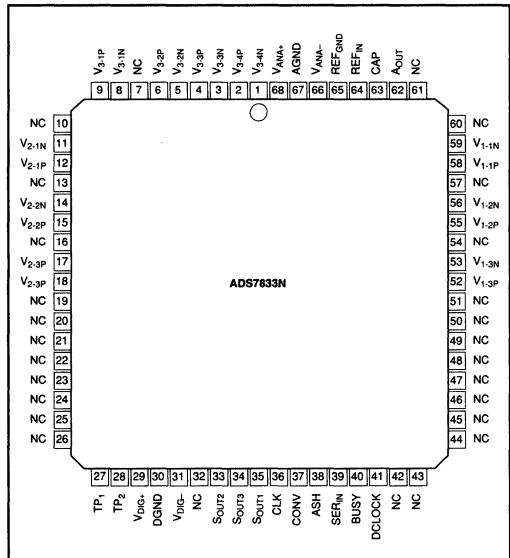 V3-1P V3-1N NC V3-2P V3-2N V3-3P V3-3N V3-4P V3-4N VANA+ AGND VANA– REFGND REFIN CAP AOUT NC
9 8 7 6 5 4 3 2 1 68 67 66 65 64 63 62 61
NC 10
V2-1N 11
V2-1P 12
NC 13
V2-2N 14
V2-2P 15
NC 16
V2-3P 17
V2-3P 18
NC 19
NC 20
NC 21
NC 22
NC 23
NC 24
NC 25
NC 26
ADS7833N
60 NC
59 V1-1N
58 V1-1P
57 NC
56 V1-2N
55 V1-2P
54 NC
53 V1-3N
52 V1-3P
51 NC
50 NC
49 NC
48 NC
47 NC
46 NC
45 NC
44 NC
27 28 29 30 31 32 33 34 35 36 37 38 39 40 41 42 43
TP1 TP2 VDIG+ DGND VDIG– NC SOUT2 SOUT3 SOUT1 CLK CONV ASH SERIN BUSY DCLOCK NC NC